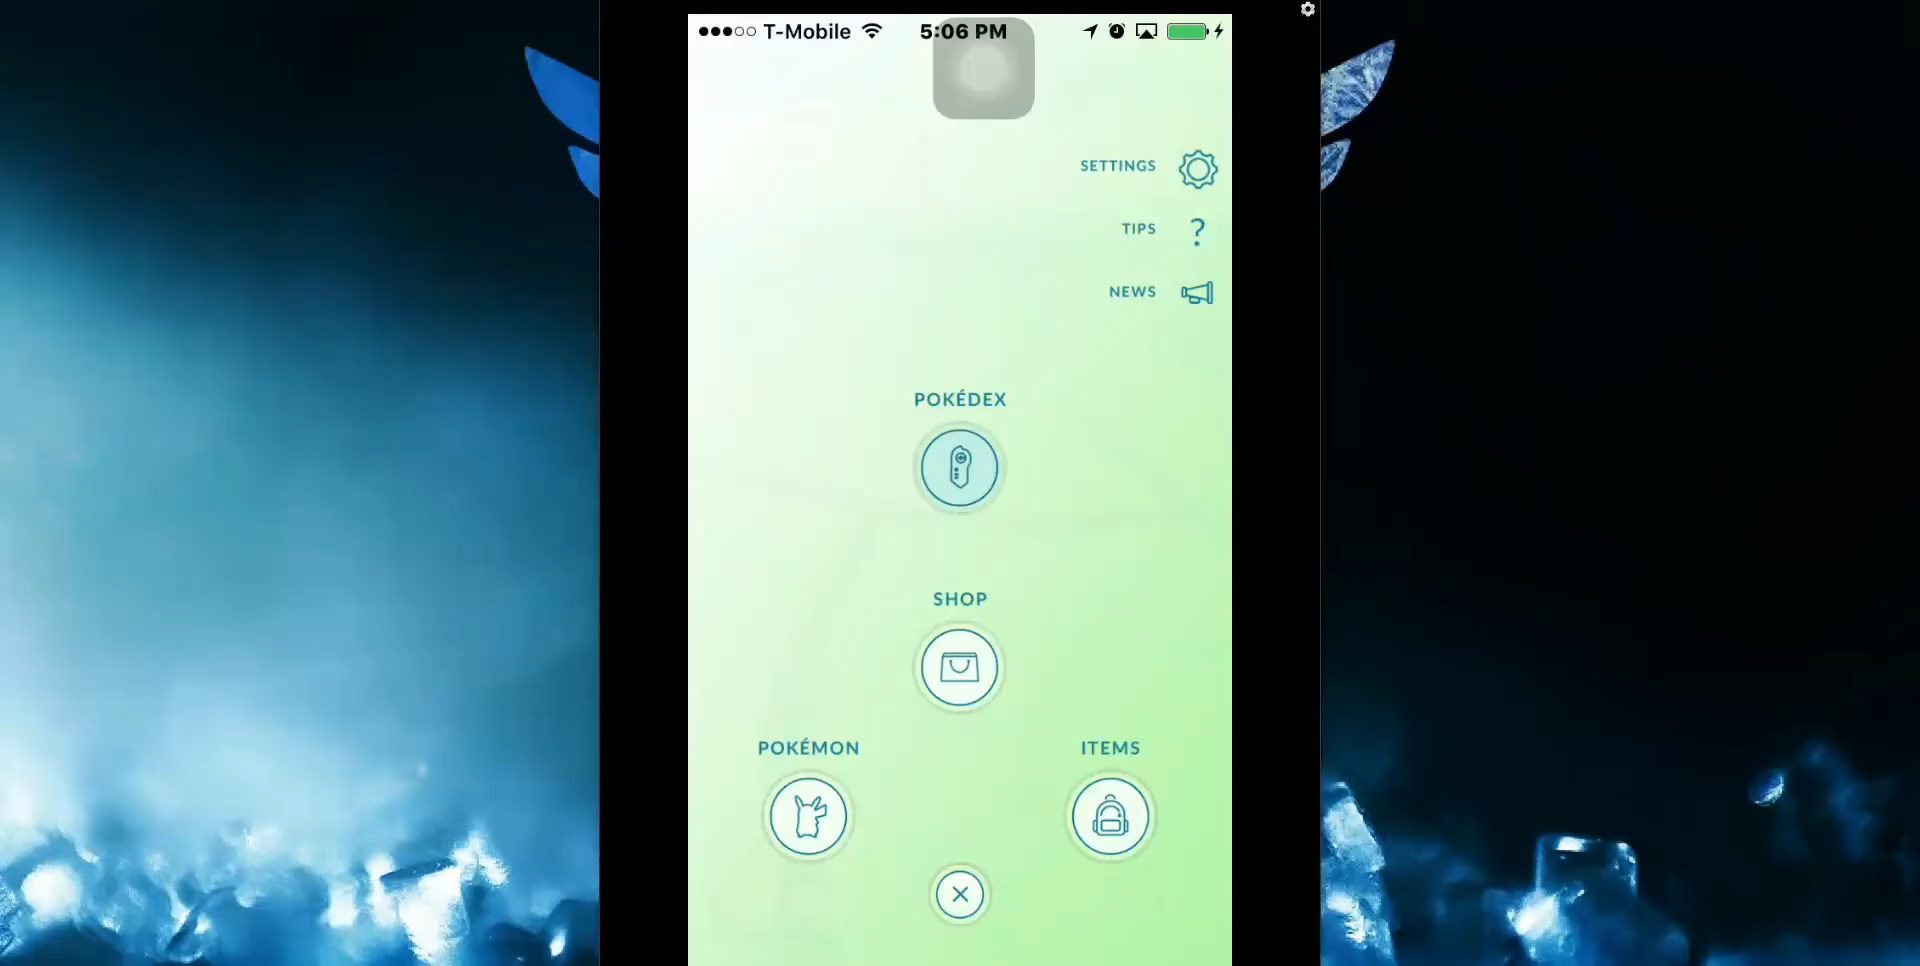 T-Mobile 5:06 PM
SETTINGS
TIPS ?
NEWS
POKÉDEX
SHOP
POKÉMON
ITEMS